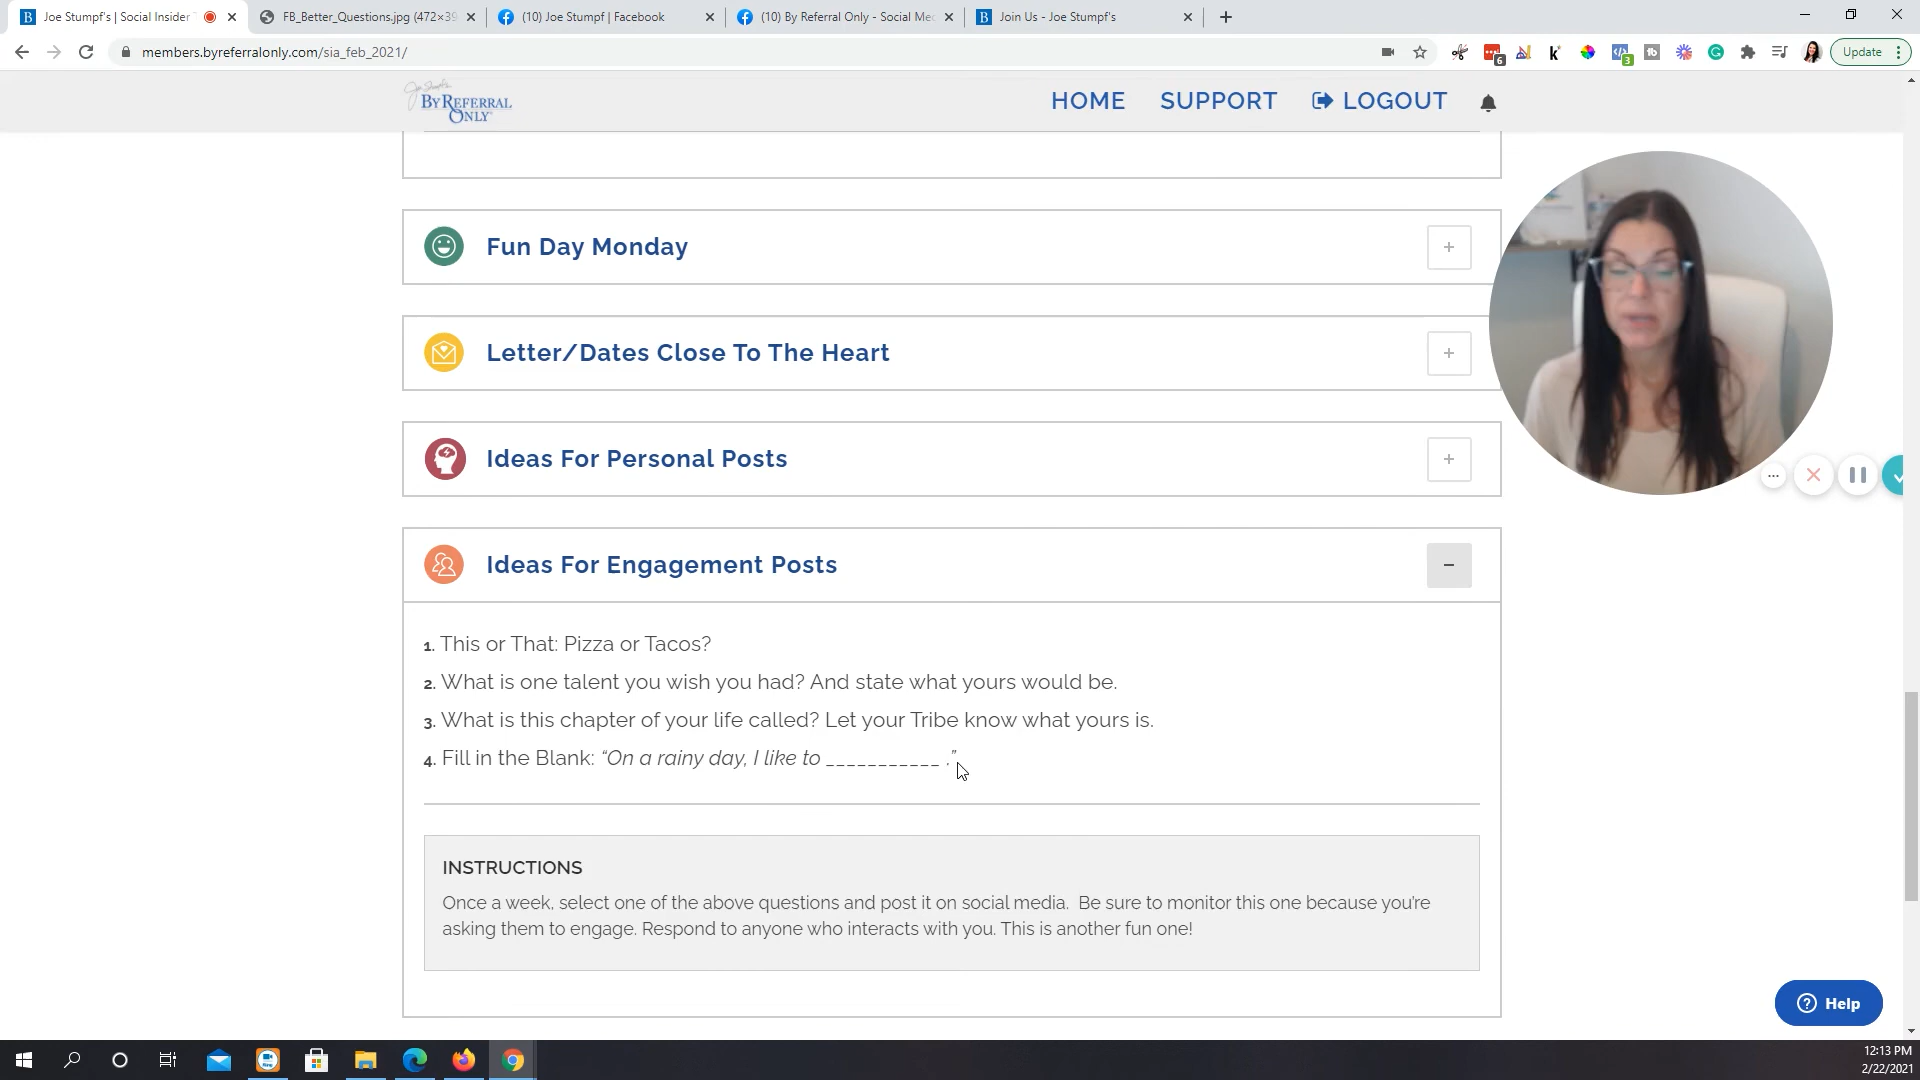 Joe Stumpf's | Social Insider
FB_Better_Questions.jpg (472×39
(10) Joe Stumpf | Facebook
(10) By Referral Only - Social Med
Join Us - Joe Stumpf's
members.byreferralonly.com/sia_feb_2021/
Update
BY REFERRAL
ONLY
HOME
SUPPORT
LOGOUT
Fun Day Monday
Letter/Dates Close To The Heart
Ideas For Personal Posts
Ideas For Engagement Posts
1. This or That: Pizza or Tacos?
2. What is one talent you wish you had? And state what yours would be.
3. What is this chapter of your life called? Let your Tribe know what yours is.
4. Fill in the Blank: “On a rainy day, I like to ___________ .”
INSTRUCTIONS
Once a week, select one of the above questions and post it on social media.  Be sure to monitor this one because you're
asking them to engage. Respond to anyone who interacts with you. This is another fun one!
Help
12:13 PM
2/22/2021